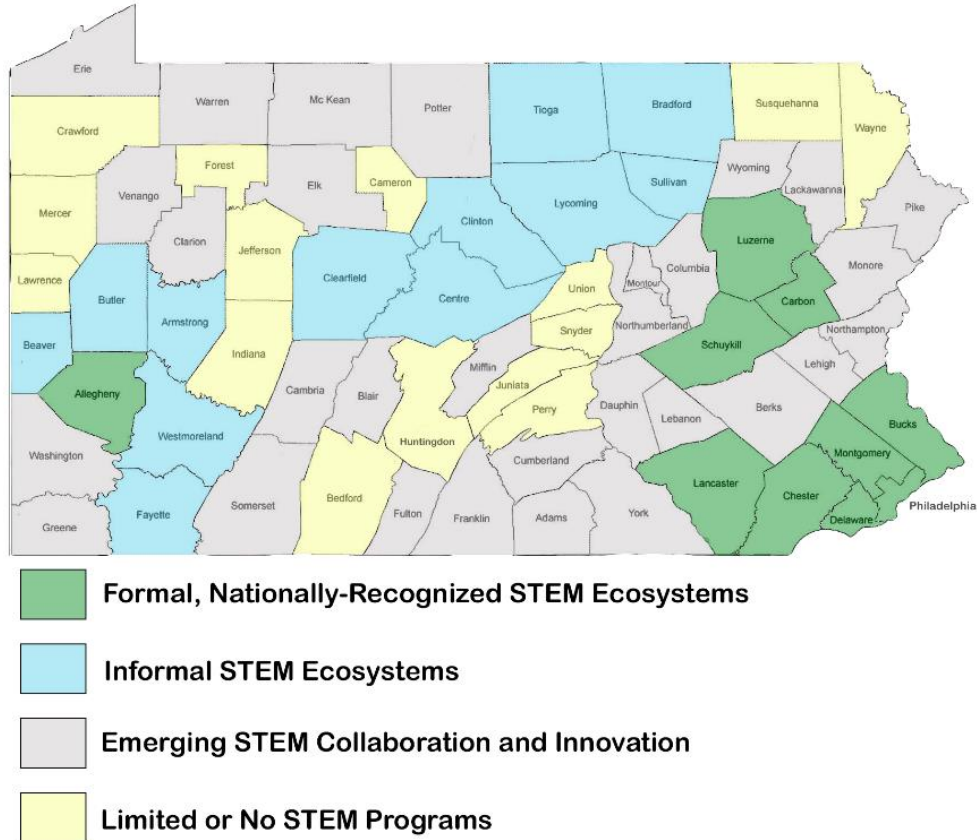 Erie
Warren
Mc Kean
Potter
Tioga
Bradford
Susquehanna
Wayne
Crawford
Forest
Elk
Cameron
Wyoming
Lackawanna
Pike
Venango
Mercer
Clarion
Jefferson
Clinton
Lycoming
Sullivan
Luzerne
Monore
Lawrence
Butler
Clearfield
Centre
Union
Montour
Columbia
Carbon
Beaver
Armstrong
Snyder
Northumberland
Northampton
Indiana
Schuykill
Allegheny
Cambria
Blair
Mifflin
Juniata
Lehigh
Westmoreland
Huntingdon
Perry
Dauphin
Lebanon
Berks
Bucks
Washington
Cumberland
Montgomery
Lancaster
Chester
Fayette
Somerset
Bedford
Fulton
Franklin
Adams
York
Philadelphia
Greene
Delaware
Formal, Nationally-Recognized STEM Ecosystems
Informal STEM Ecosystems
Emerging STEM Collaboration and Innovation
Limited or No STEM Programs